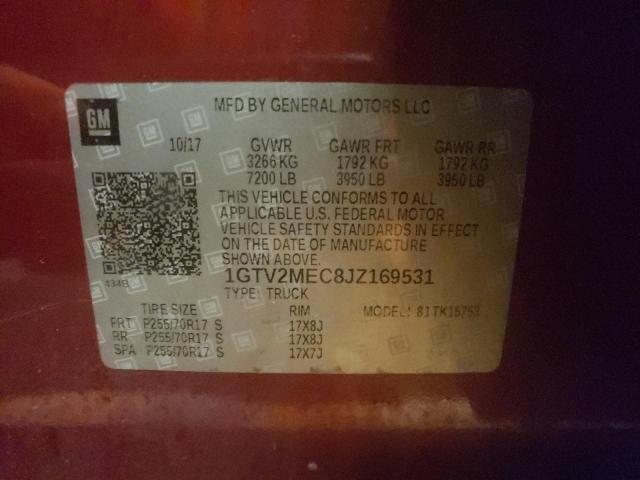 GM
MFD BY GENERAL MOTORS LLC
10/17 GVWR GAWR FRT GAWR RR
3266 KG 1792 KG 1792 KG
7200 LB 3950 LB 3950 LB
THIS VEHICLE CONFORMS TO ALL
APPLICABLE U.S. FEDERAL MOTOR
VEHICLE SAFETY STANDARDS IN EFFECT
ON THE DATE OF MANUFACTURE
SHOWN ABOVE.
434B
1GTV2MEC8JZ169531
TYPE: TRUCK
TIRE SIZE RIM MODEL: 81TK15753
FRT P255/70R17 S 17X8J
RR P255/70R17 S 17X8J
SPA P255/70R17 S 17X7J